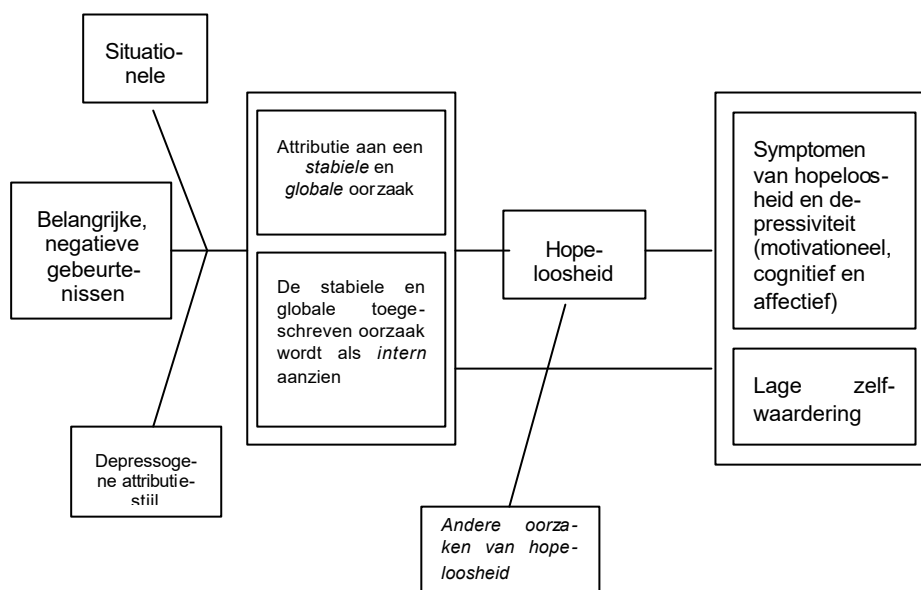 Situatio-
nele
Belangrijke,
negatieve
gebeurte-
nissen
Depressoge-
ne attributie-
stijl
Attributie aan een
stabiele en
globale oorzaak
De stabiele en
globale toege-
schreven oorzaak
wordt als intern
aanzien
Hope-
loosheid
Andere oorza-
ken van hope-
loosheid
Symptomen
van hopeloos-
heid en de-
pressiviteit
(motivationeel,
cognitief en
affectief)
Lage zelf-
waardering